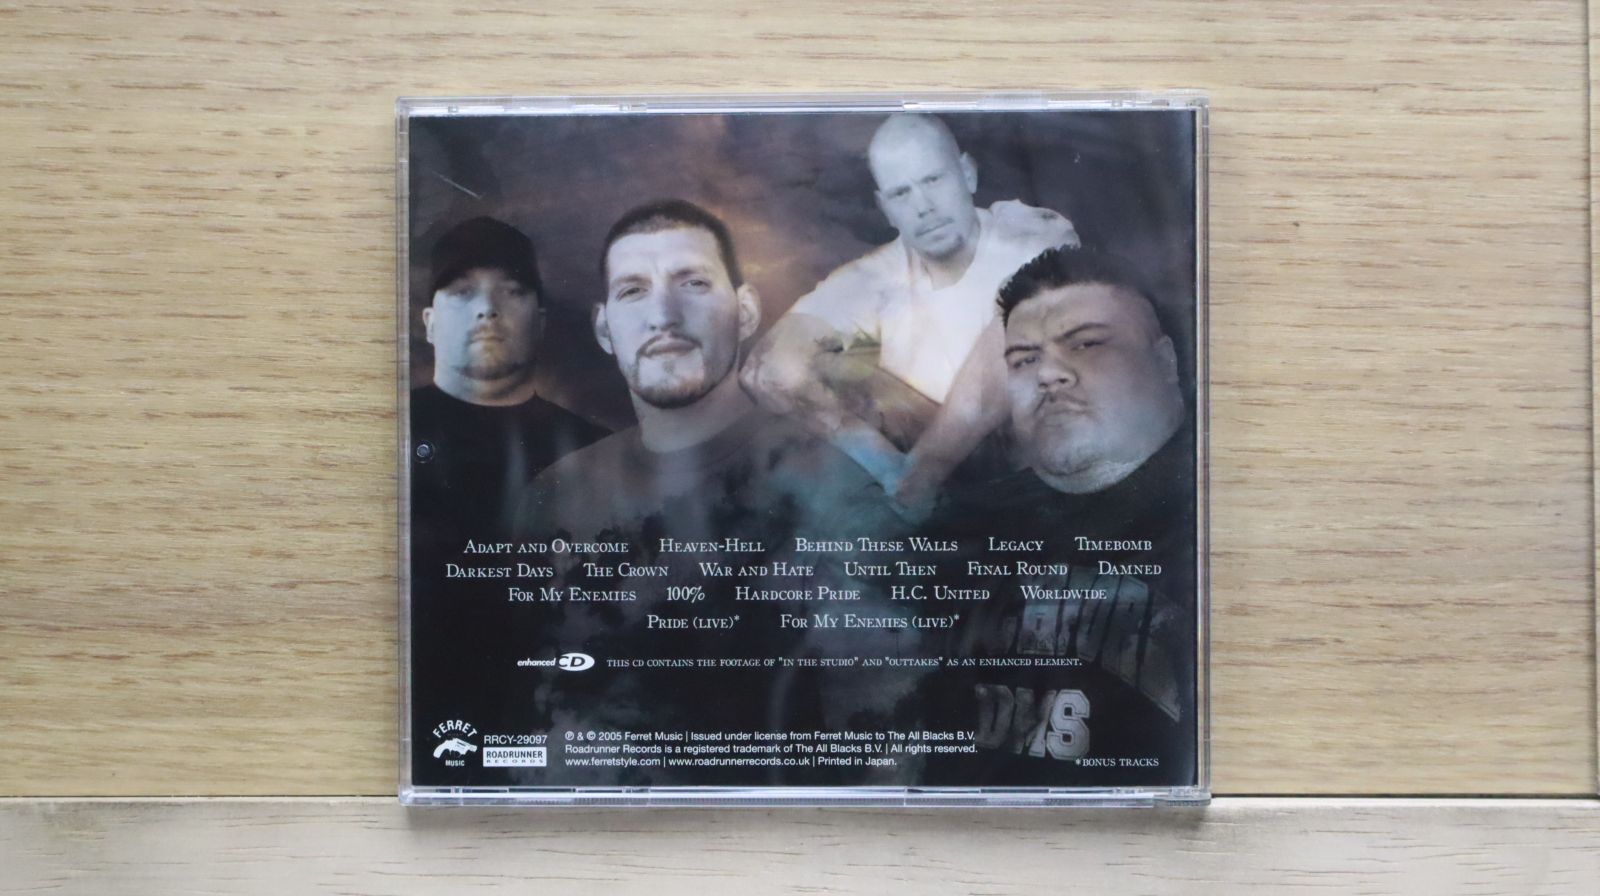 ADAPT AND OVERCOME HEAVEN-HELL BEHIND THESE WALLS LEGACY TIMEBOMB
DARKEST DAYS THE CROWN WAR AND HATE UNTIL THEN FINAL ROUND DAMNED
FOR MY ENEMIES 100% HARDCORE PRIDE H.C. UNITED WORLDWIDE
PRIDE (LIVE)* FOR MY ENEMIES (LIVE)*
enhanced CD THIS CD CONTAINS THE FOOTAGE OF "IN THE STUDIO" AND "OUTTAKES" AS AN ENHANCED ELEMENT.
DMS
FERRET
MUSIC
RRCY-29097
ROADRUNNER
RECORDS
℗ & © 2005 Ferret Music | Issued under license from Ferret Music to The All Blacks B.V.
Roadrunner Records is a registered trademark of The All Blacks B.V. | All rights reserved.
www.ferretstyle.com | www.roadrunnerrecords.co.uk | Printed in Japan.
*BONUS TRACKS